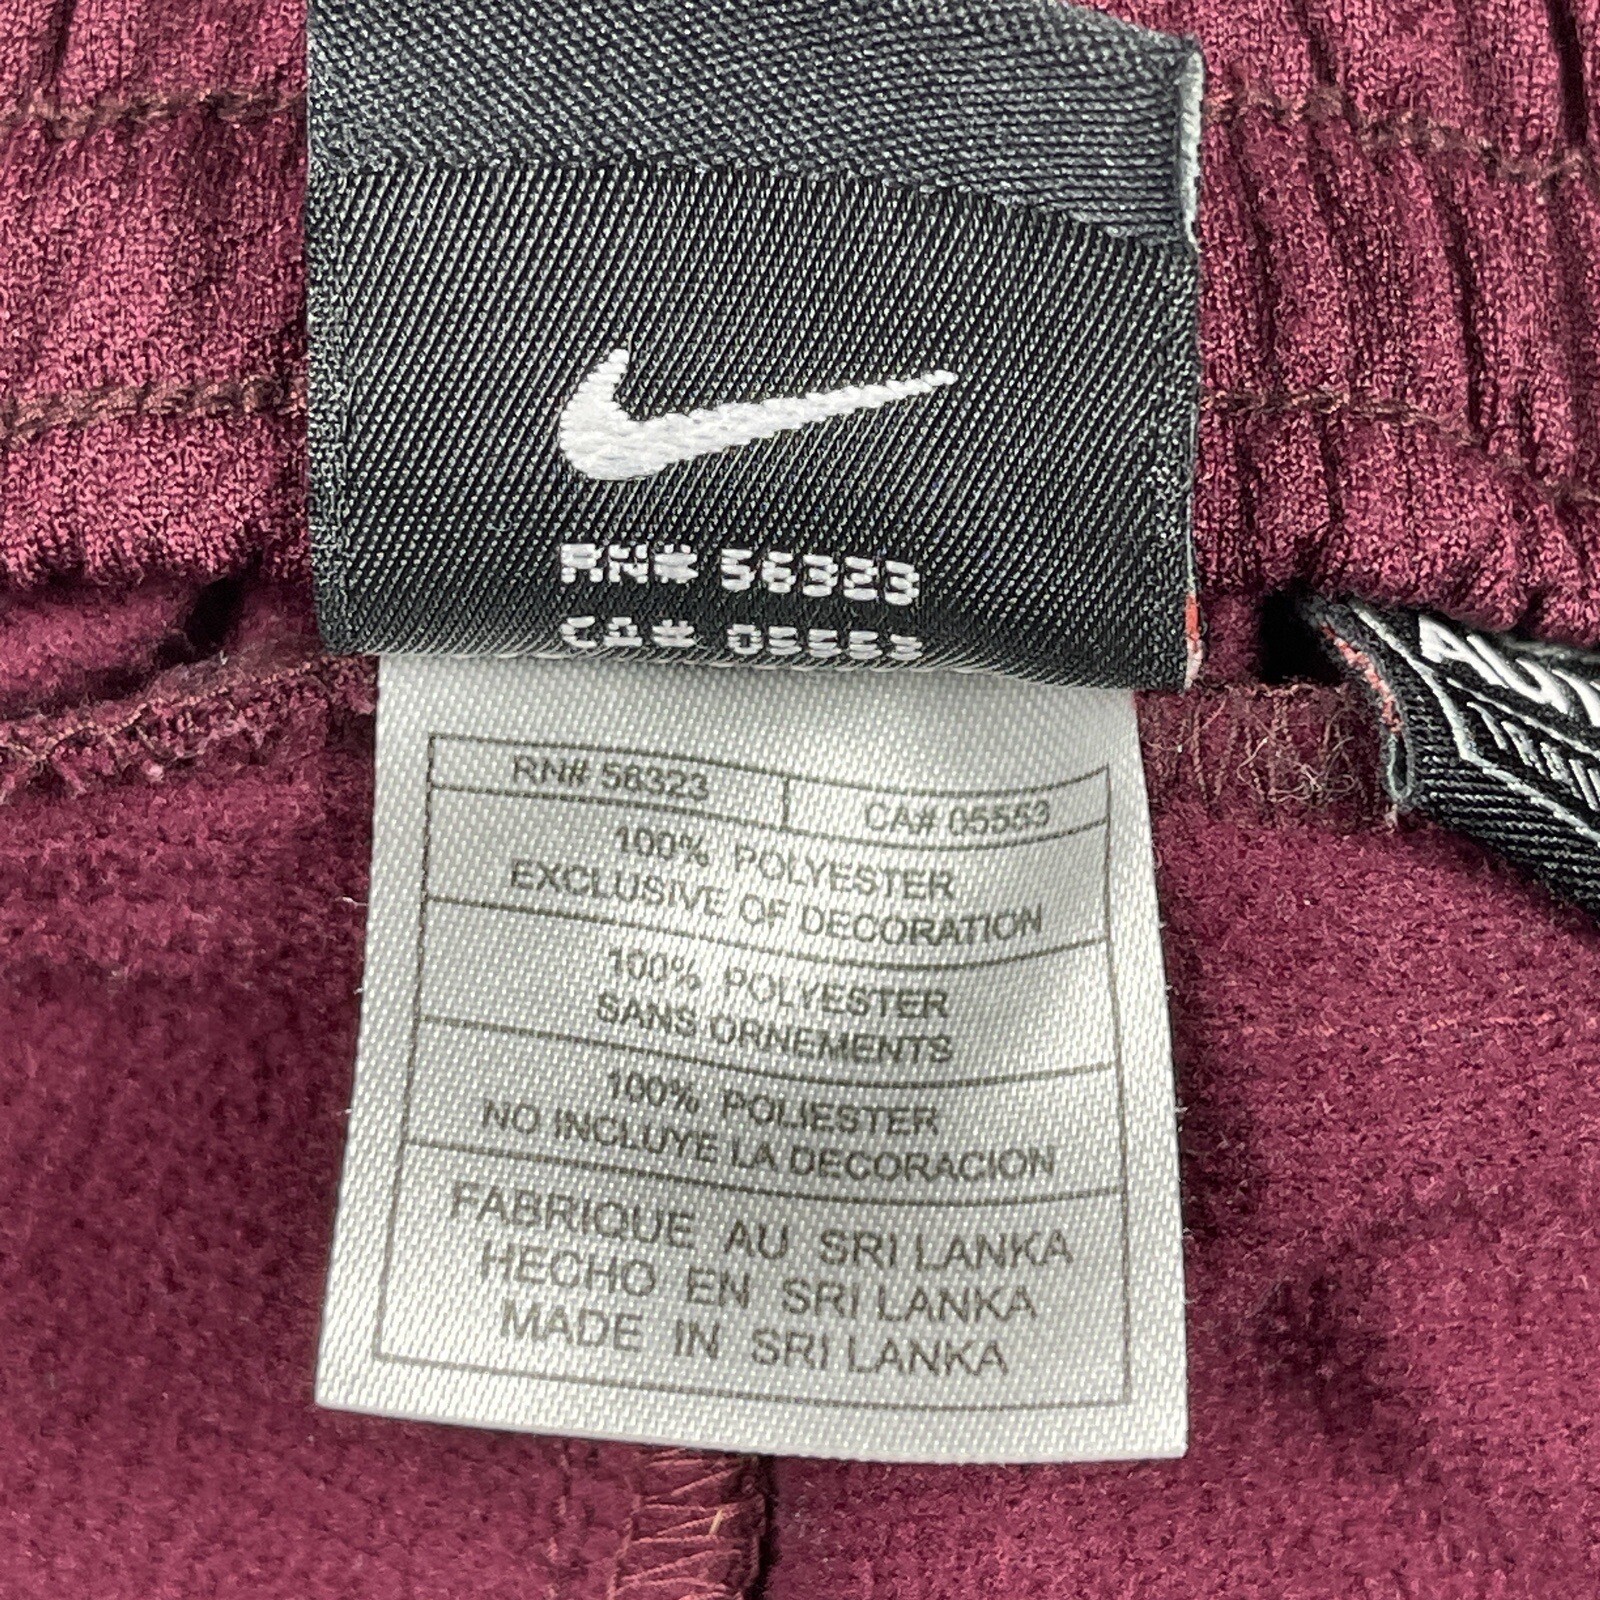 RN# 56323
CA# 05553
RN# 56323
CA# 05553
100% POLYESTER
EXCLUSIVE OF DECORATION
100% POLYESTER
SANS ORNEMENTS
100% POLIESTER
NO INCLUYE LA DECORACION
FABRIQUE AU SRI LANKA
HECHO EN SRI LANKA
MADE IN SRI LANKA